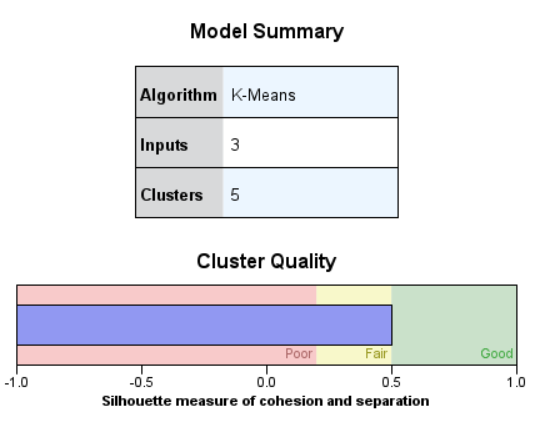 Model Summary
Algorithm K-Means
Inputs 3
Clusters 5
Cluster Quality
Poor Fair Good
-1.0 -0.5 0.0 0.5 1.0
Silhouette measure of cohesion and separation